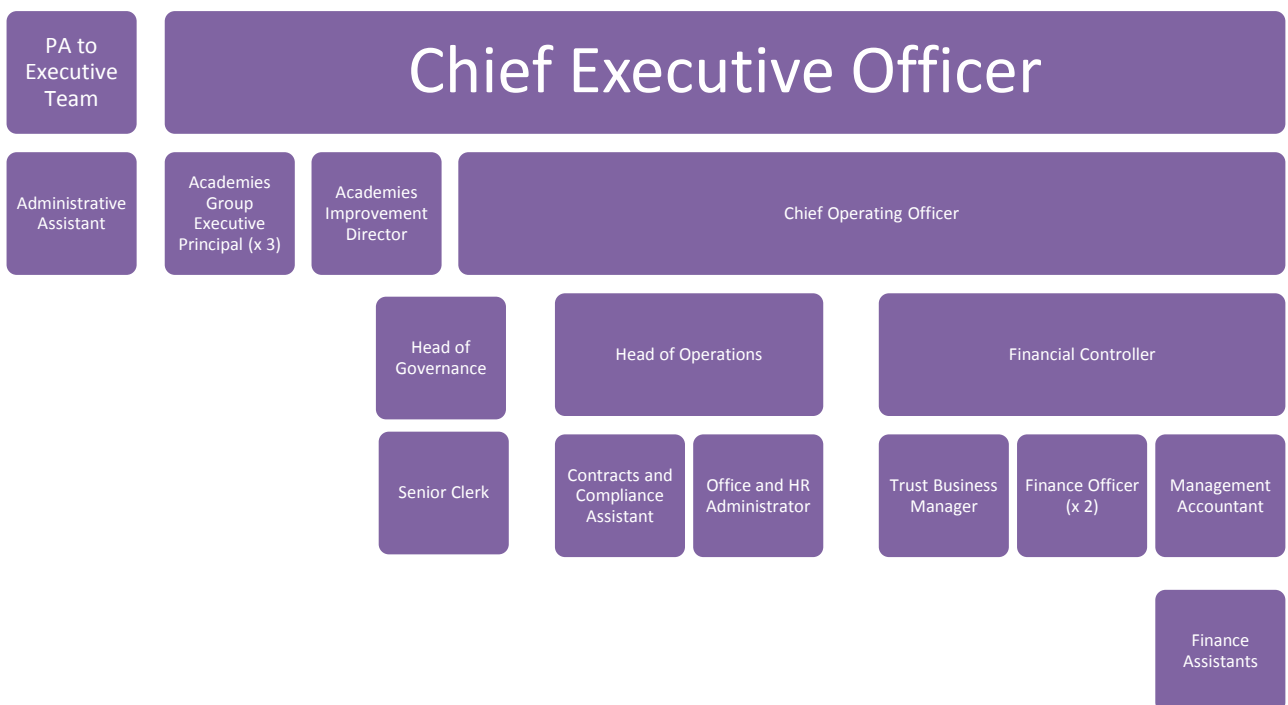 PA to
Executive
Team
Chief Executive Officer
Administrative
Assistant
Academies
Group
Executive
Principal (x 3)
Academies
Improvement
Director
Chief Operating Officer
Head of
Governance
Head of Operations
Financial Controller
Senior Clerk
Contracts and
Compliance
Assistant
Office and HR
Administrator
Trust Business
Manager
Finance Officer
(x 2)
Management
Accountant
Finance
Assistants